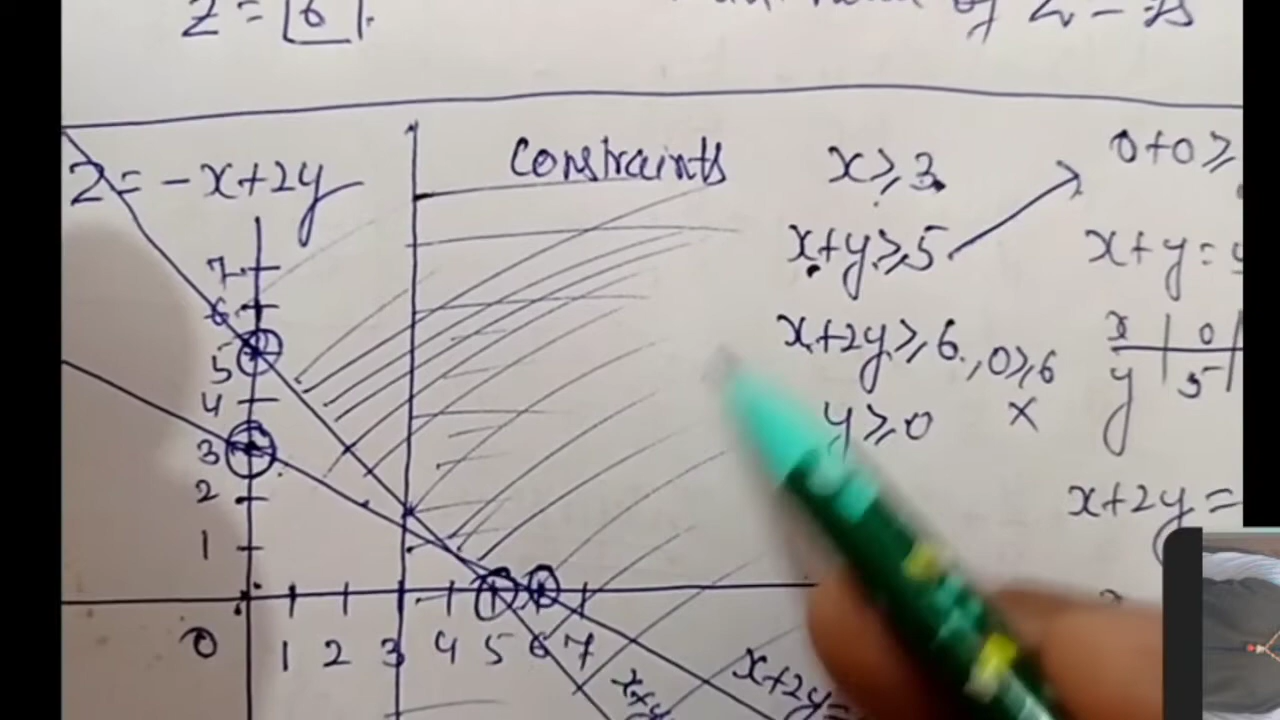 Z = 6.
Z = -x+2y
Constraints
x ≥ 3
x+y ≥ 5
x+2y ≥ 6, 0 ≥ 6
×
y ≥ 0
0+0 ≥
x+y =
x | 0
y | 5
x+2y =
7
6
5
4
3
2
1
0 1 2 3 4 5 6 7
x+y
x+2y=